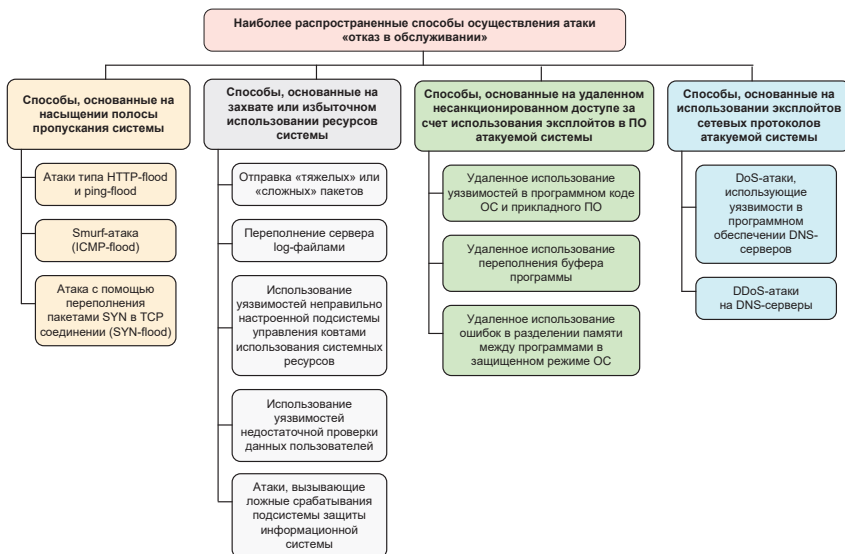 Наиболее распространенные способы осуществления атаки
«отказ в обслуживании»
Способы, основанные на
насыщении полосы
пропускания системы
Атаки типа HTTP-flood
и ping-flood
Smurf-атака
(ICMP-flood)
Атака с помощью
переполнения
пакетами SYN в TCP
соединении (SYN-flood)
Способы, основанные на
захвате или избыточном
использовании ресурсов
системы
Отправка «тяжелых» или
«сложных» пакетов
Переполнение сервера
log-файлами
Использование
уязвимостей неправильно
настроенной подсистемы
управления ковтами
использования системных
ресурсов
Использование
уязвимостей
недостаточной проверки
данных пользователей
Атаки, вызывающие
ложные срабатывания
подсистемы защиты
информационной
системы
Способы, основанные на удаленном
несанкционированном доступе за
счет использования эксплойтов в ПО
атакуемой системы
Удаленное использование
уязвимостей в программном коде
ОС и прикладного ПО
Удаленное использование
переполнения буфера
программы
Удаленное использование
ошибок в разделении памяти
между программами в
защищенном режиме ОС
Способы, основанные на
использовании эксплойтов
сетевых протоколов
атакуемой системы
DoS-атаки,
использующие
уязвимости в
программном
обеспечении DNS-
серверов
DDoS-атаки
на DNS-серверы